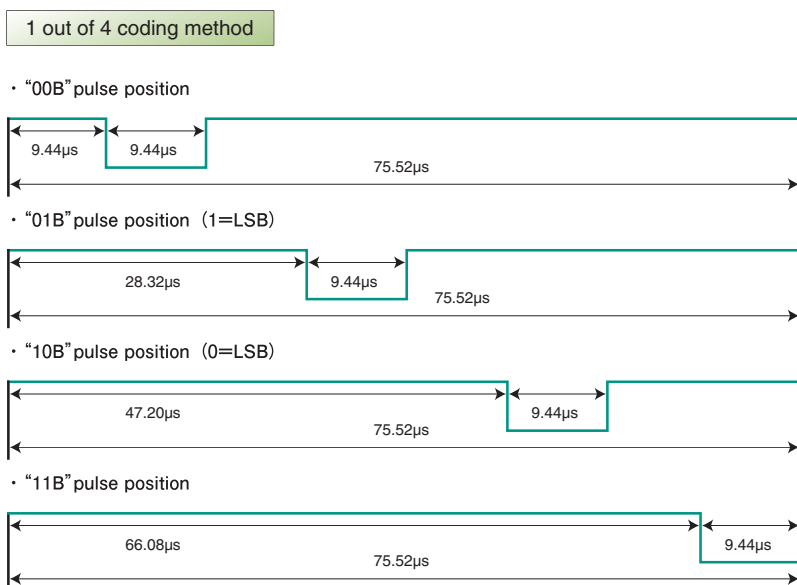 1 out of 4 coding method
・“00B”pulse position
9.44µs 9.44µs
75.52µs
・“01B”pulse position (1=LSB)
28.32µs 9.44µs
75.52µs
・“10B”pulse position (0=LSB)
47.20µs 9.44µs
75.52µs
・“11B”pulse position
66.08µs 9.44µs
75.52µs